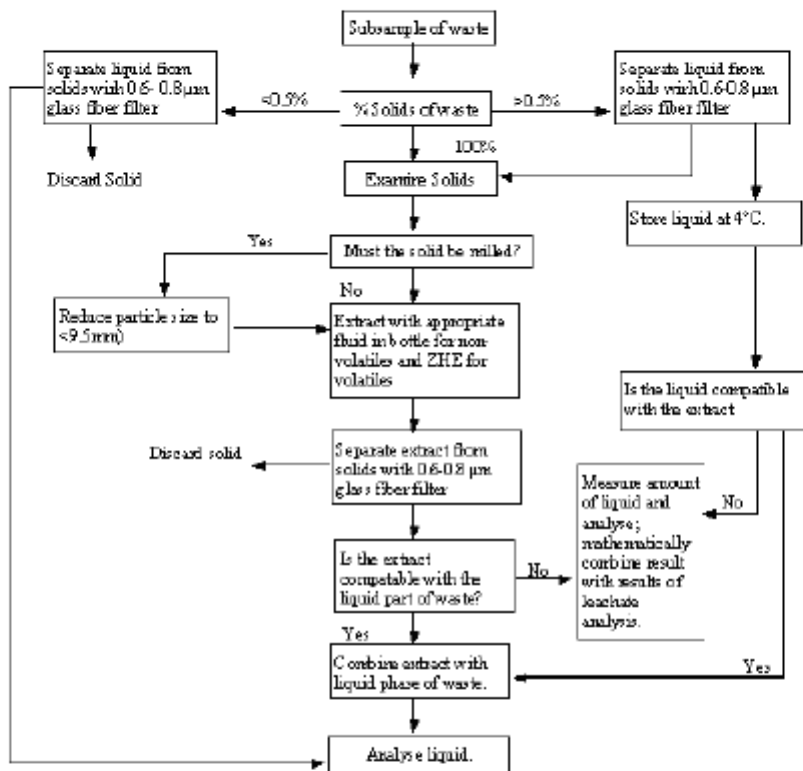 Subsample of waste
Separate liquid from
solids with 0.6- 0.8µm
glass fiber filter
<0.5%
% Solids of waste
>0.5%
Separate liquid from
solids with 0.6-0.8 µm
glass fiber filter
100%
Discard Solid
Examine Solids
Store liquid at 4°C.
Yes
Must the solid be milled?
No
Reduce particle size to
<9.5mm)
Extract with appropriate
fluid in bottle for non-
volatiles and ZHE for
volatiles
Is the liquid compatible
with the extract
Discard solid
Separate extract from
solids with 0.6-0.8 µm
glass fiber filter
Measure amount
of liquid and
analyse;
mathematically
combine result
with results of
leachate
analysis.
No
Is the extract
compatable with the
liquid part of waste?
No
Yes
Combine extract with
liquid phase of waste.
Yes
Analyse liquid.